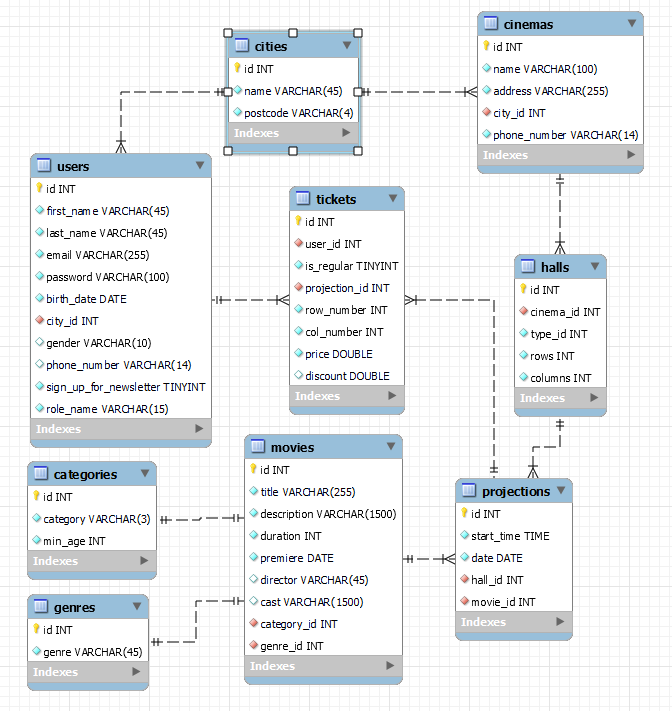 cities
id INT
name VARCHAR(45)
postcode VARCHAR(4)
Indexes
cinemas
id INT
name VARCHAR(100)
address VARCHAR(255)
city_id INT
phone_number VARCHAR(14)
Indexes
users
id INT
first_name VARCHAR(45)
last_name VARCHAR(45)
email VARCHAR(255)
password VARCHAR(100)
birth_date DATE
city_id INT
gender VARCHAR(10)
phone_number VARCHAR(14)
sign_up_for_newsletter TINYINT
role_name VARCHAR(15)
Indexes
tickets
id INT
user_id INT
is_regular TINYINT
projection_id INT
row_number INT
col_number INT
price DOUBLE
discount DOUBLE
Indexes
halls
id INT
cinema_id INT
type_id INT
rows INT
columns INT
Indexes
categories
id INT
category VARCHAR(3)
min_age INT
Indexes
movies
id INT
title VARCHAR(255)
description VARCHAR(1500)
duration INT
premiere DATE
director VARCHAR(45)
cast VARCHAR(1500)
category_id INT
genre_id INT
Indexes
projections
id INT
start_time TIME
date DATE
hall_id INT
movie_id INT
Indexes
genres
id INT
genre VARCHAR(45)
Indexes